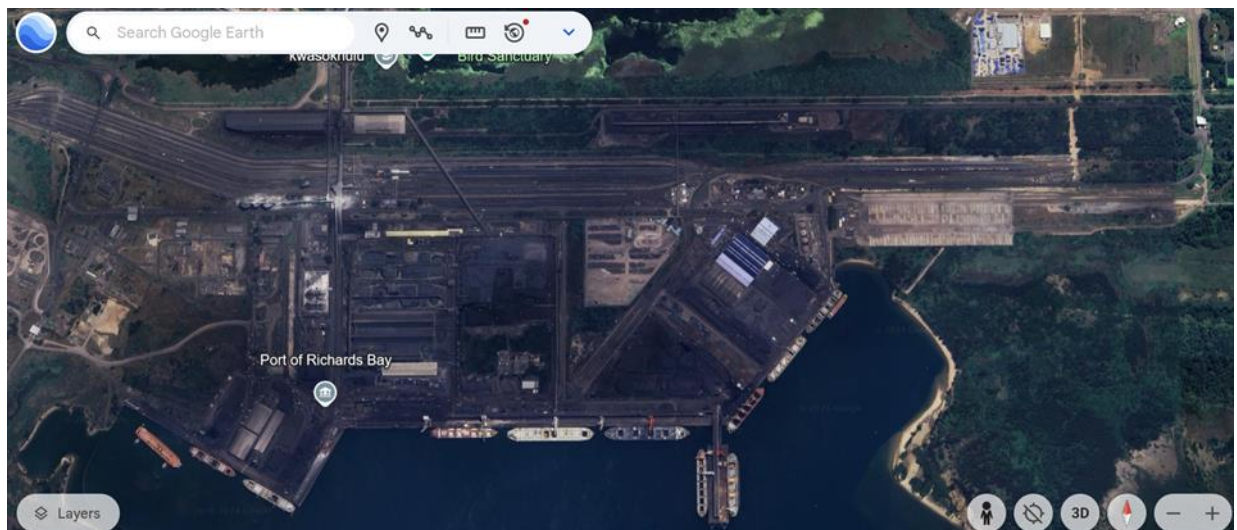 Search Google Earth
kwasokhulu
Bird Sanctuary
Port of Richards Bay
Layers
3D